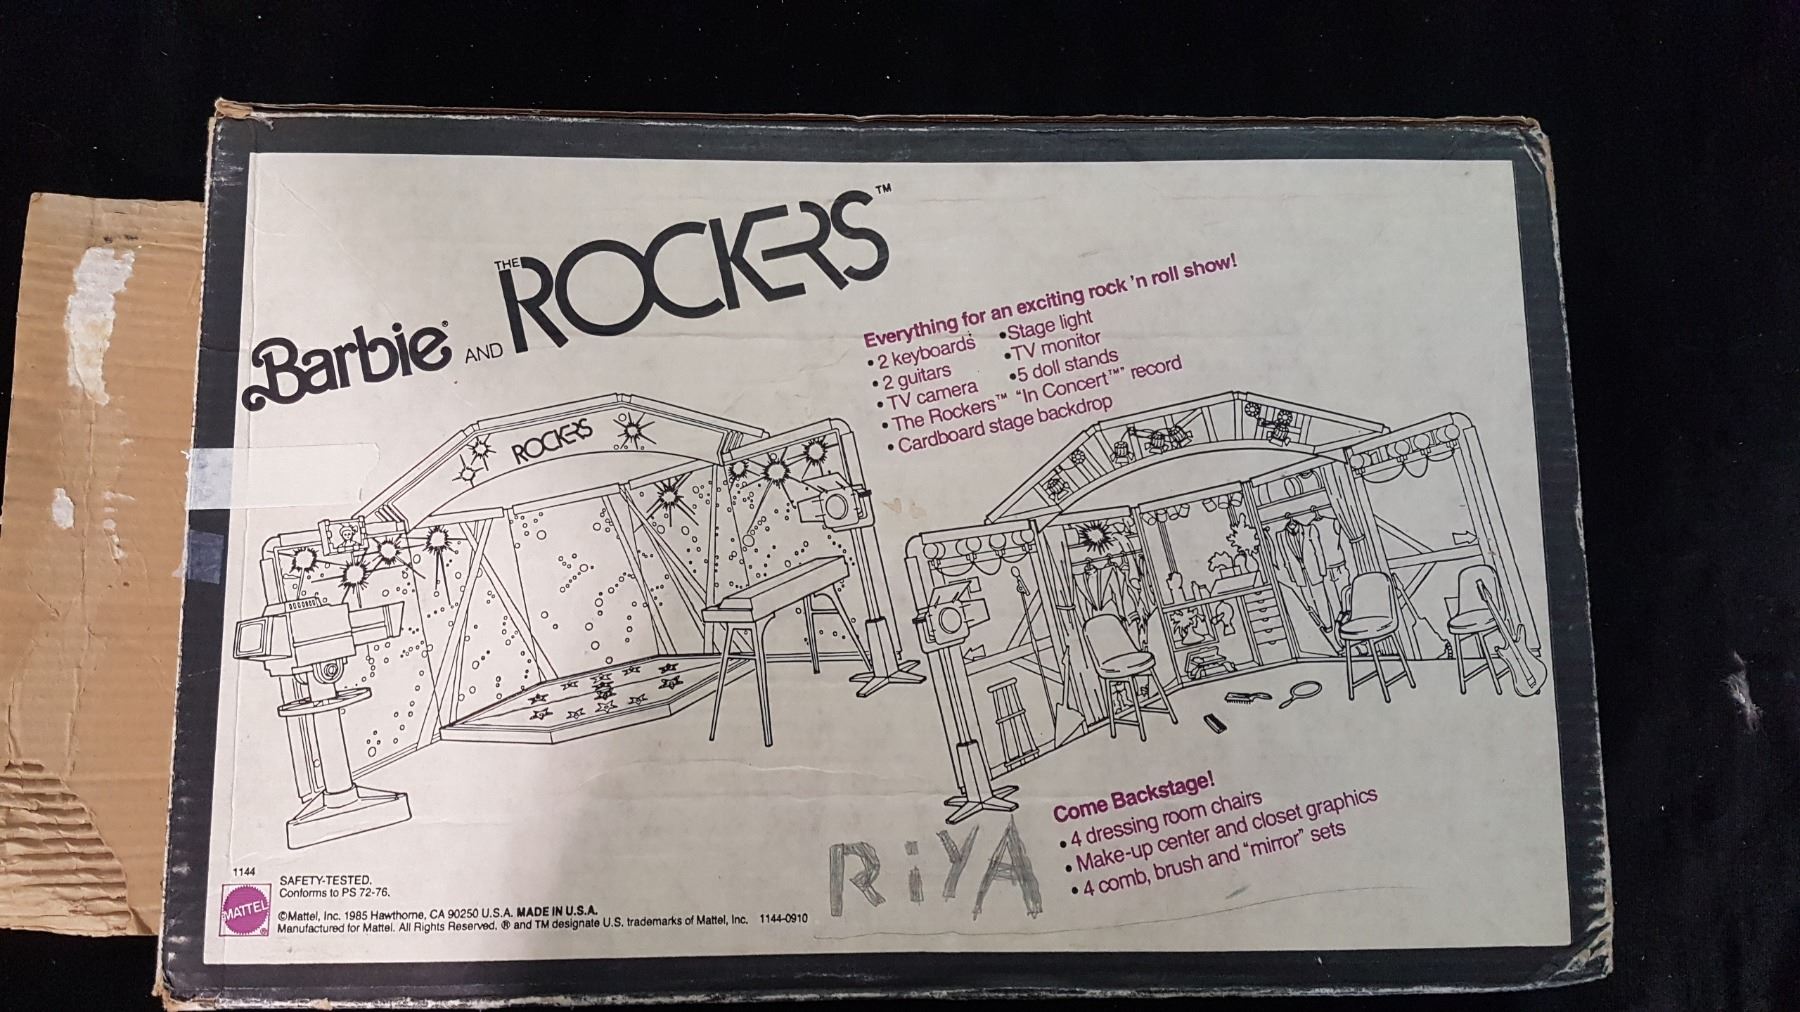 Barbie® AND THE ROCKERS™
Everything for an exciting rock 'n roll show!
• 2 keyboards
• 2 guitars
• TV camera
• Stage light
• TV monitor
• 5 doll stands
• The Rockers™ "In Concert™" record
• Cardboard stage backdrop
ROCKERS
Come Backstage!
• 4 dressing room chairs
• Make-up center and closet graphics
• 4 comb, brush and "mirror" sets
RiYA
1144
MATTEL®
SAFETY-TESTED.
Conforms to PS 72-76.
©Mattel, Inc. 1985 Hawthorne, CA 90250 U.S.A. MADE IN U.S.A.
Manufactured for Mattel. All Rights Reserved. ® and TM designate U.S. trademarks of Mattel, Inc. 1144-0910